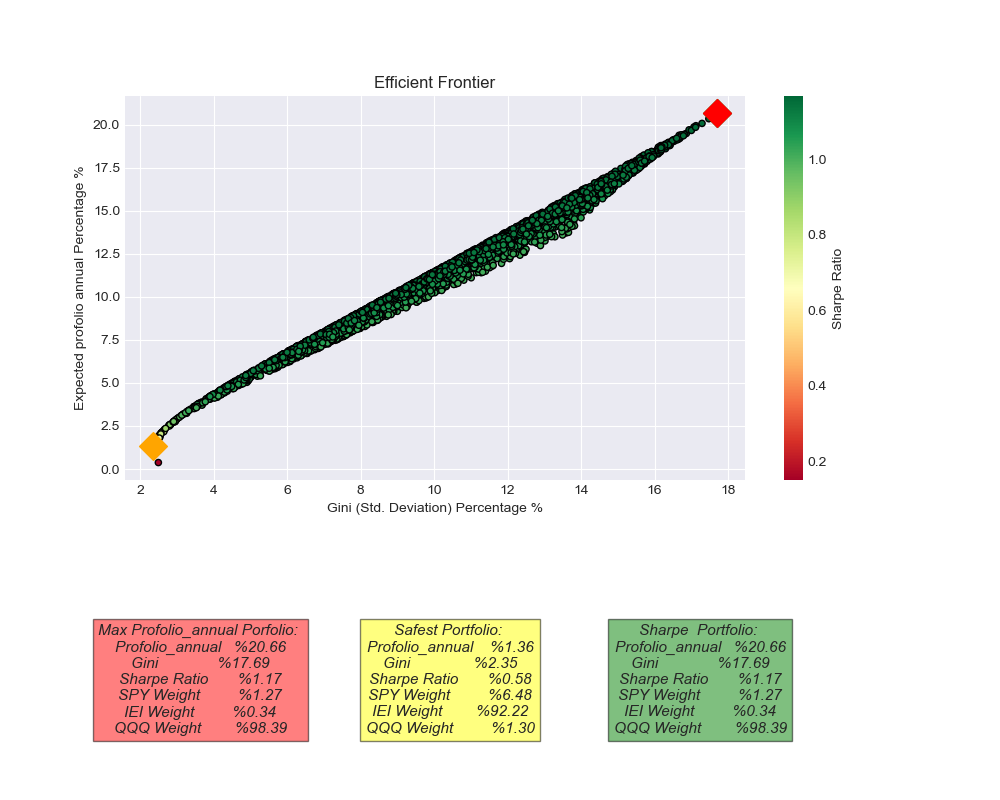 Efficient Frontier
20.0
17.5
15.0
12.5
10.0
7.5
5.0
2.5
0.0
Expected profolio annual Percentage %
2 4 6 8 10 12 14 16 18
Gini (Std. Deviation) Percentage %
1.0
0.8
0.6
0.4
0.2
Sharpe Ratio
Max Profolio_annual Porfolio:
Profolio_annual %20.66
Gini %17.69
Sharpe Ratio %1.17
SPY Weight %1.27
IEI Weight %0.34
QQQ Weight %98.39
Safest Portfolio:
Profolio_annual %1.36
Gini %2.35
Sharpe Ratio %0.58
SPY Weight %6.48
IEI Weight %92.22
QQQ Weight %1.30
Sharpe Portfolio:
Profolio_annual %20.66
Gini %17.69
Sharpe Ratio %1.17
SPY Weight %1.27
IEI Weight %0.34
QQQ Weight %98.39